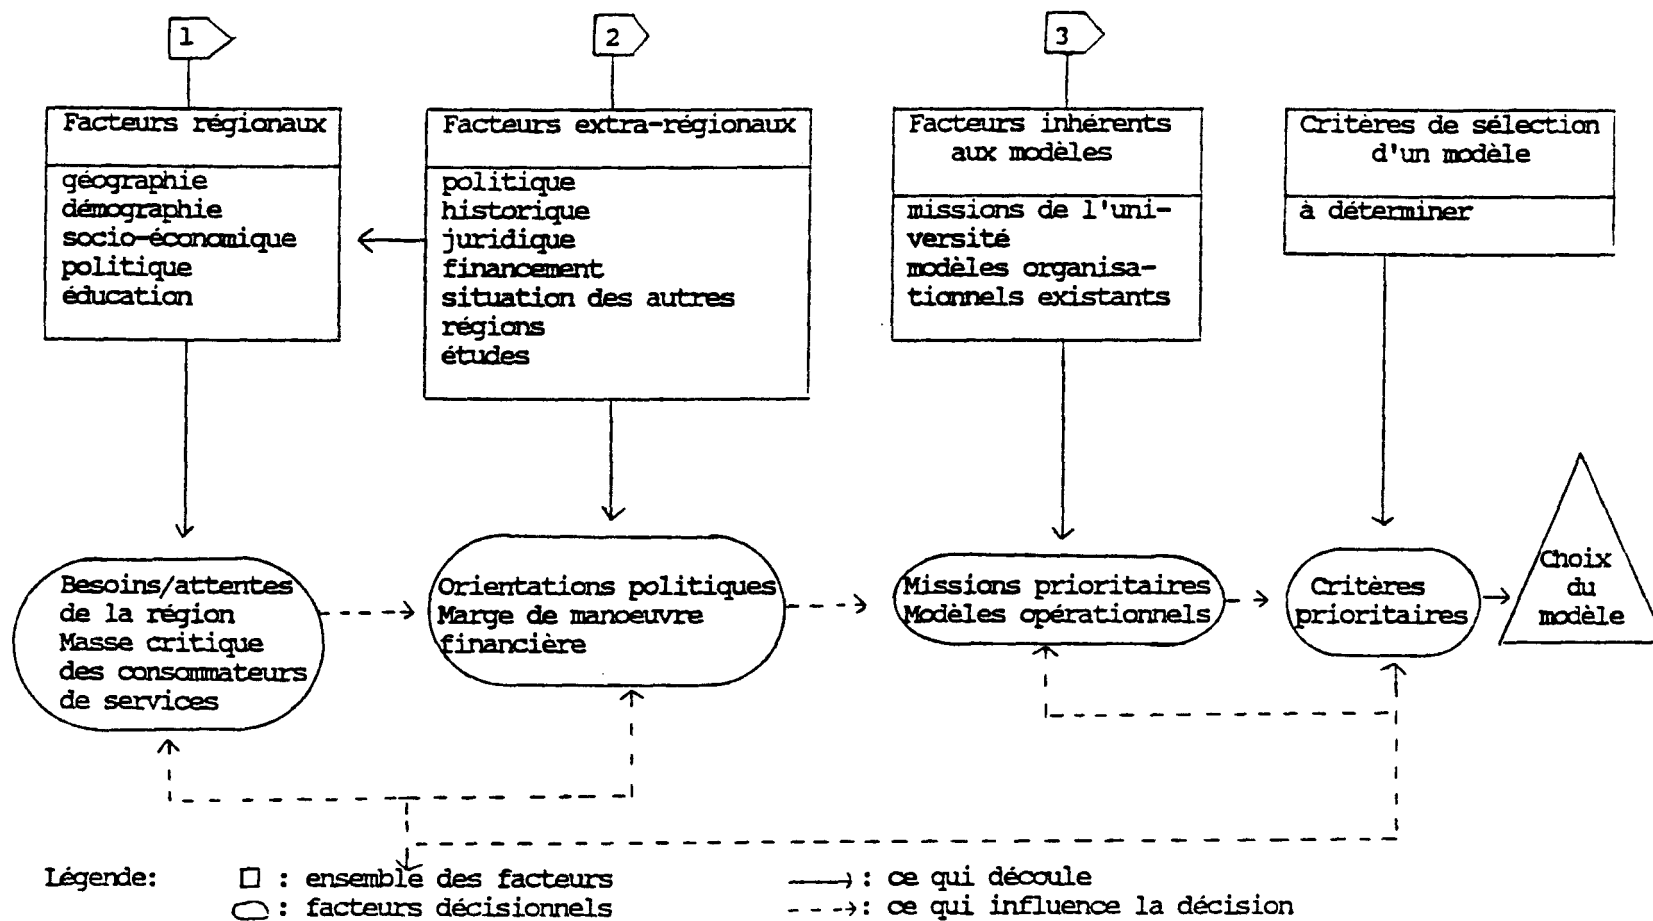 1
2
3
Facteurs régionaux
géographie
démographie
socio-économique
politique
éducation
Facteurs extra-régionaux
politique
historique
juridique
financement
situation des autres
régions
études
Facteurs inhérents
aux modèles
missions de l'uni-
versité
modèles organisa-
tionnels existants
Critères de sélection
d'un modèle
à déterminer
Besoins/attentes
de la région
Masse critique
des consommateurs
de services
Orientations politiques
Marge de manoeuvre
financière
Missions prioritaires
Modèles opérationnels
Critères
prioritaires
Choix
du
modèle
Légende:
: ensemble des facteurs
: facteurs décisionnels
: ce qui découle
: ce qui influence la décision